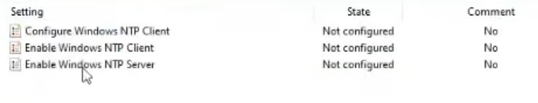 Setting State Comment
Configure Windows NTP Client Not configured No
Enable Windows NTP Client Not configured No
Enable Windows NTP Server Not configured No